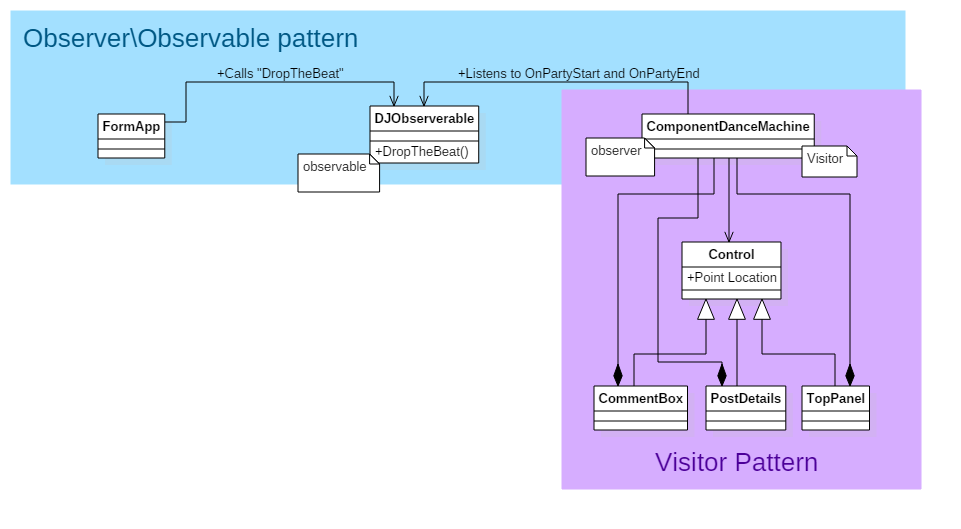 Observer\Observable pattern
+Calls "DropTheBeat"
+Listens to OnPartyStart and OnPartyEnd
FormApp
DJObserverable
+DropTheBeat()
observable
ComponentDanceMachine
observer
Visitor
Control
+Point Location
CommentBox
PostDetails
TopPanel
Visitor Pattern